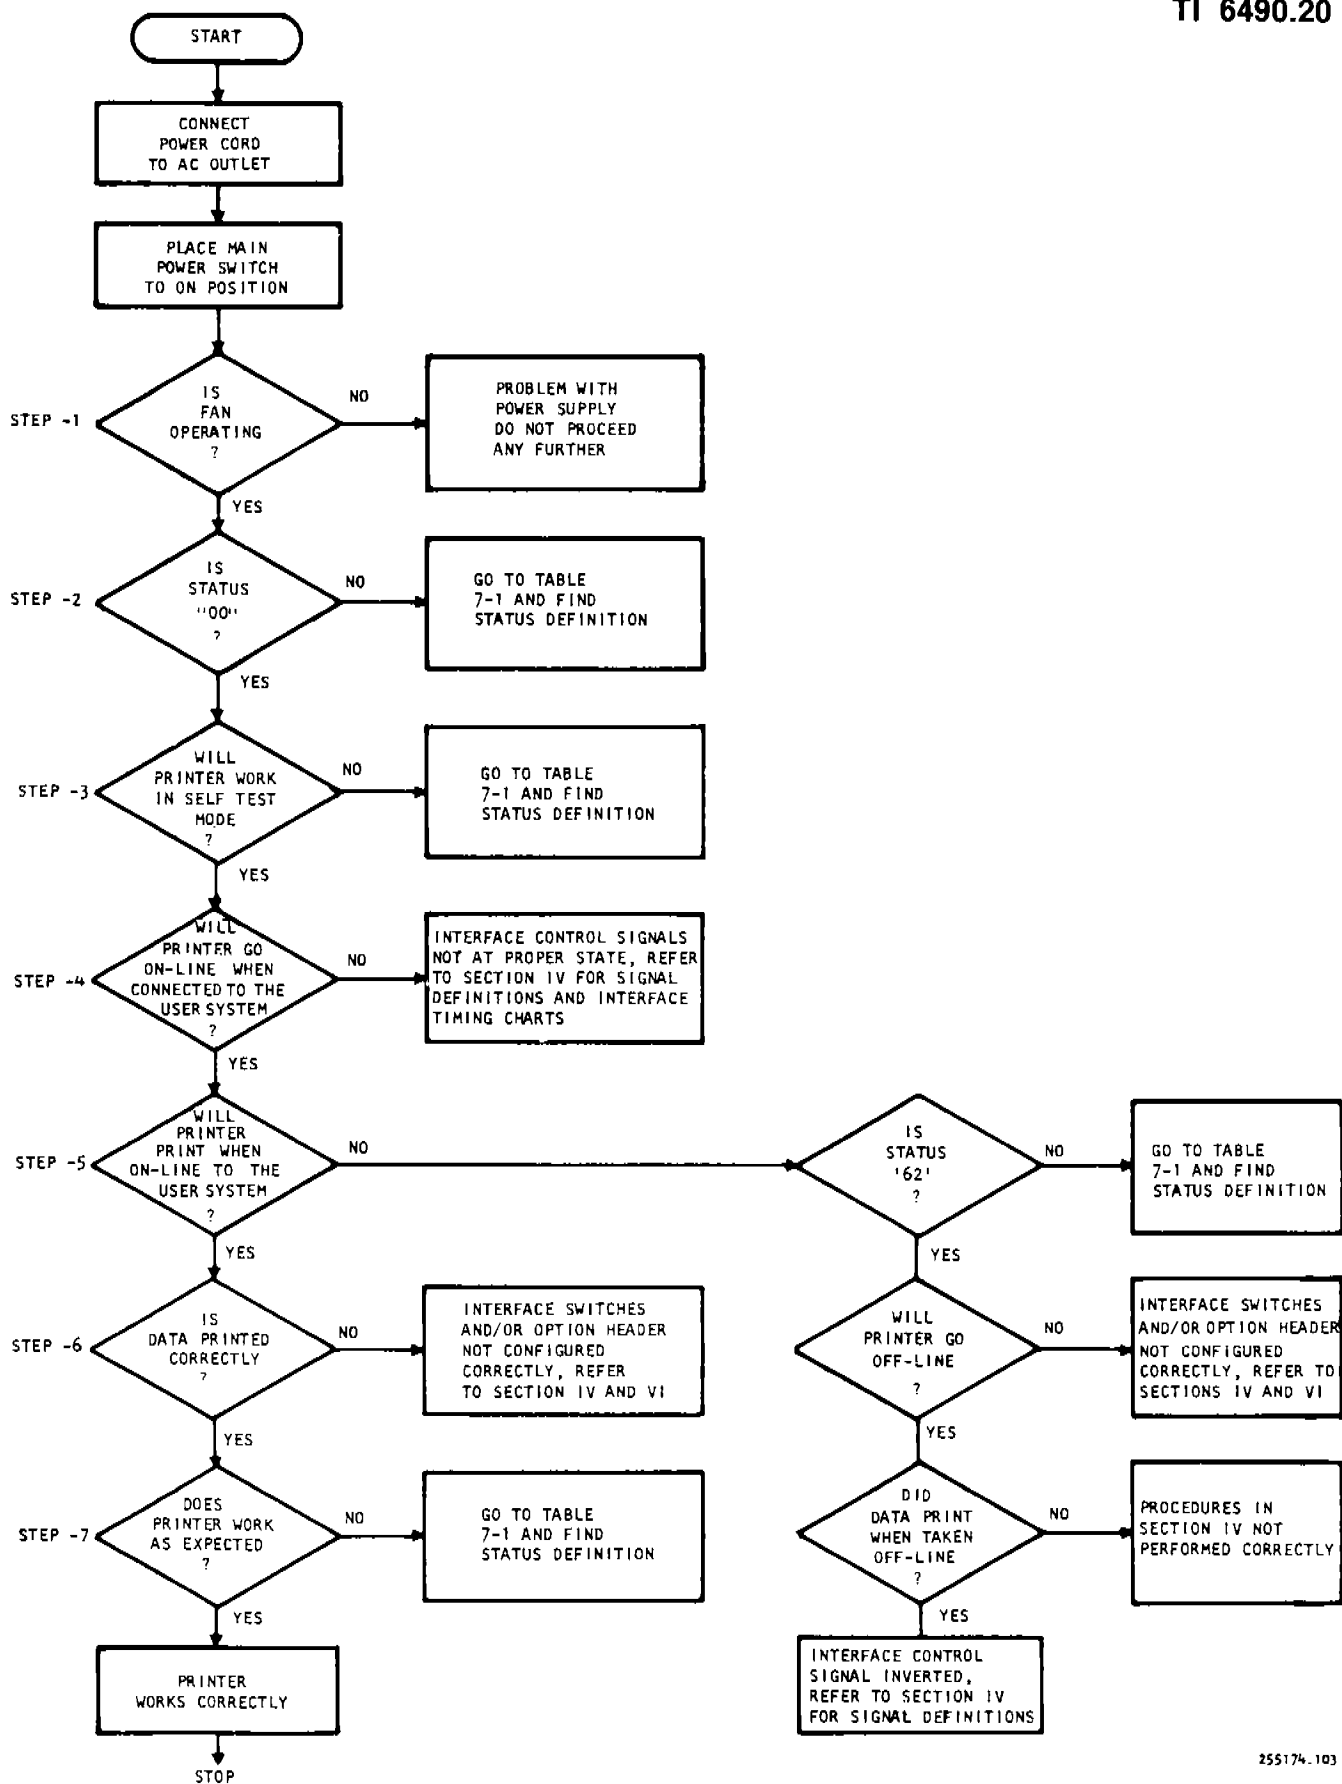 TI 6490.20
START
CONNECT
POWER CORD
TO AC OUTLET
PLACE MAIN
POWER SWITCH
TO ON POSITION
STEP -1
IS
FAN
OPERATING
?
NO
PROBLEM WITH
POWER SUPPLY
DO NOT PROCEED
ANY FURTHER
YES
STEP -2
IS
STATUS
"00"
?
NO
GO TO TABLE
7-1 AND FIND
STATUS DEFINITION
YES
STEP -3
WILL
PRINTER WORK
IN SELF TEST
MODE
?
NO
GO TO TABLE
7-1 AND FIND
STATUS DEFINITION
YES
STEP -4
WILL
PRINTER GO
ON-LINE WHEN
CONNECTED TO THE
USER SYSTEM
?
NO
INTERFACE CONTROL SIGNALS
NOT AT PROPER STATE, REFER
TO SECTION IV FOR SIGNAL
DEFINITIONS AND INTERFACE
TIMING CHARTS
YES
STEP -5
WILL
PRINTER
PRINT WHEN
ON-LINE TO THE
USER SYSTEM
?
NO
IS
STATUS
'62'
?
NO
GO TO TABLE
7-1 AND FIND
STATUS DEFINITION
YES
YES
STEP -6
IS
DATA PRINTED
CORRECTLY
?
NO
INTERFACE SWITCHES
AND/OR OPTION HEADER
NOT CONFIGURED
CORRECTLY, REFER
TO SECTION IV AND VI
WILL
PRINTER GO
OFF-LINE
?
NO
INTERFACE SWITCHES
AND/OR OPTION HEADER
NOT CONFIGURED
CORRECTLY, REFER TO
SECTIONS IV AND VI
YES
YES
STEP -7
DOES
PRINTER WORK
AS EXPECTED
?
NO
GO TO TABLE
7-1 AND FIND
STATUS DEFINITION
DID
DATA PRINT
WHEN TAKEN
OFF-LINE
?
NO
PROCEDURES IN
SECTION IV NOT
PERFORMED CORRECTLY
YES
YES
PRINTER
WORKS CORRECTLY
INTERFACE CONTROL
SIGNAL INVERTED,
REFER TO SECTION IV
FOR SIGNAL DEFINITIONS
STOP
255174.103